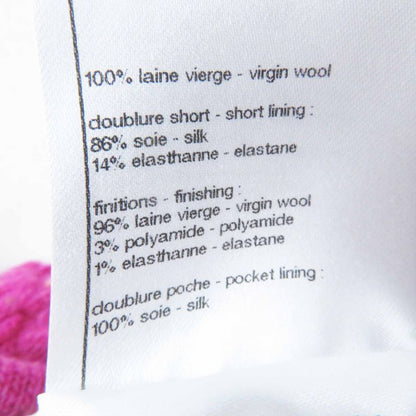 100% laine vierge - virgin wool
doublure short - short lining :
86% soie - silk
14% elasthanne - elastane
finitions - finishing :
96% laine vierge - virgin wool
3% polyamide - polyamide
1% elasthanne - elastane
doublure poche - pocket lining :
100% soie - silk